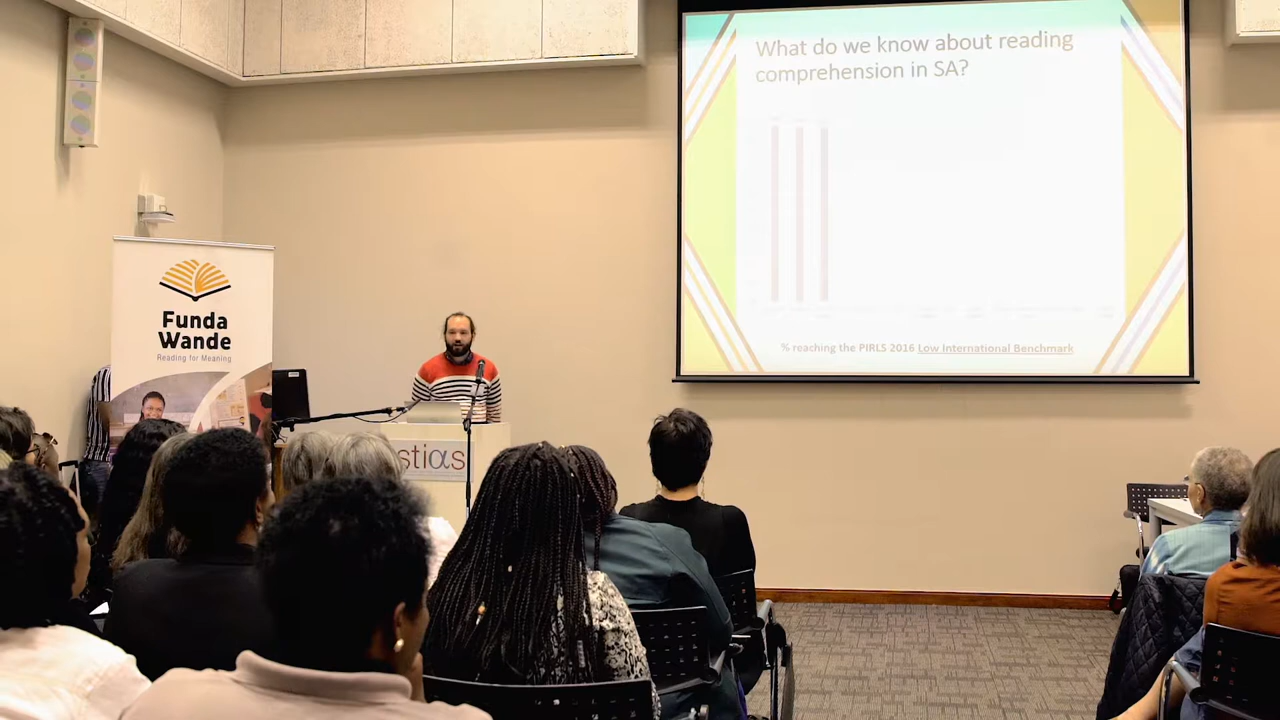 What do we know about reading
comprehension in SA?
% reaching the PIRLS 2016 Low International Benchmark
Funda
Wande
Reading for Meaning
stias